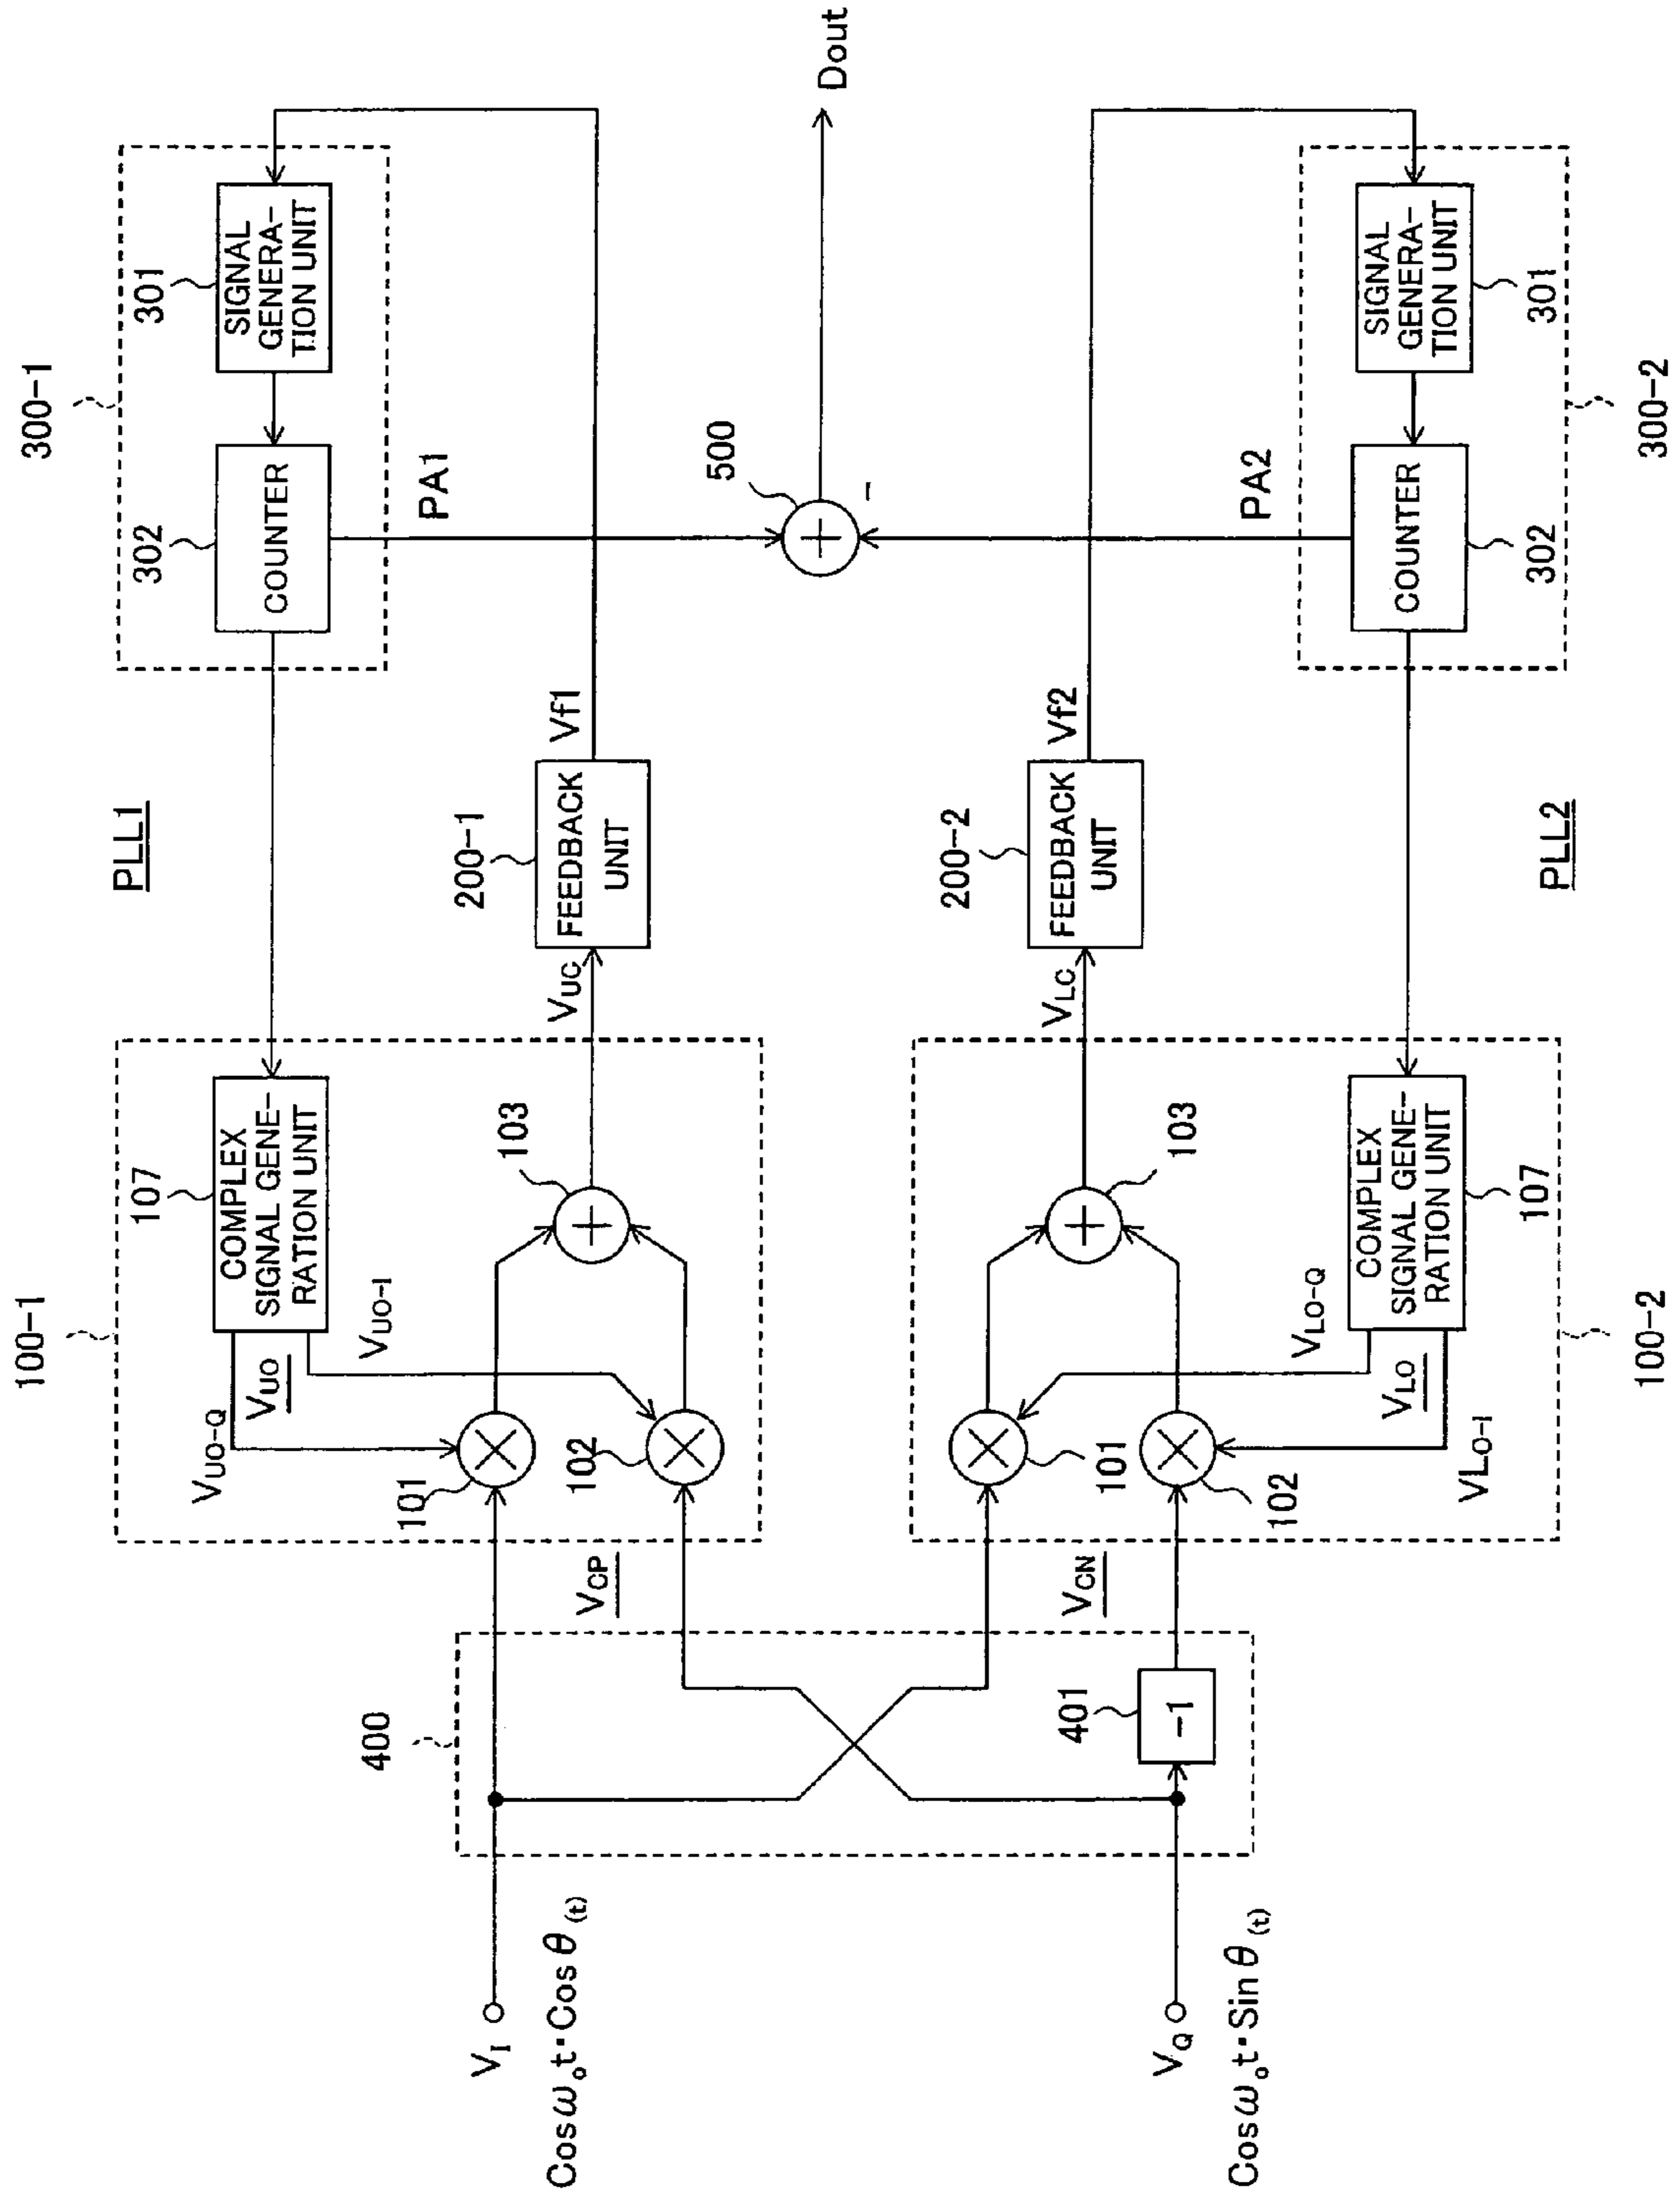 PLL1
100-1
107
COMPLEX
SIGNAL GENE-
RATION UNIT
VUO-Q
VUO
VUO-I
101
102
103
VUC
200-1
FEEDBACK
UNIT
Vf1
300-1
302
COUNTER
301
SIGNAL
GENERA-
TION UNIT
PA1
VI
Cosω₀t·Cosθ(t)
400
VCP
500
+
−
Dout
VCN
401
-1
VQ
Cosω₀t·Sinθ(t)
101
102
103
VLC
200-2
FEEDBACK
UNIT
Vf2
PA2
VLO-Q
VLO
VLO-I
COMPLEX
SIGNAL GENE-
RATION UNIT
107
100-2
COUNTER
302
SIGNAL
GENERA-
TION UNIT
301
300-2
PLL2